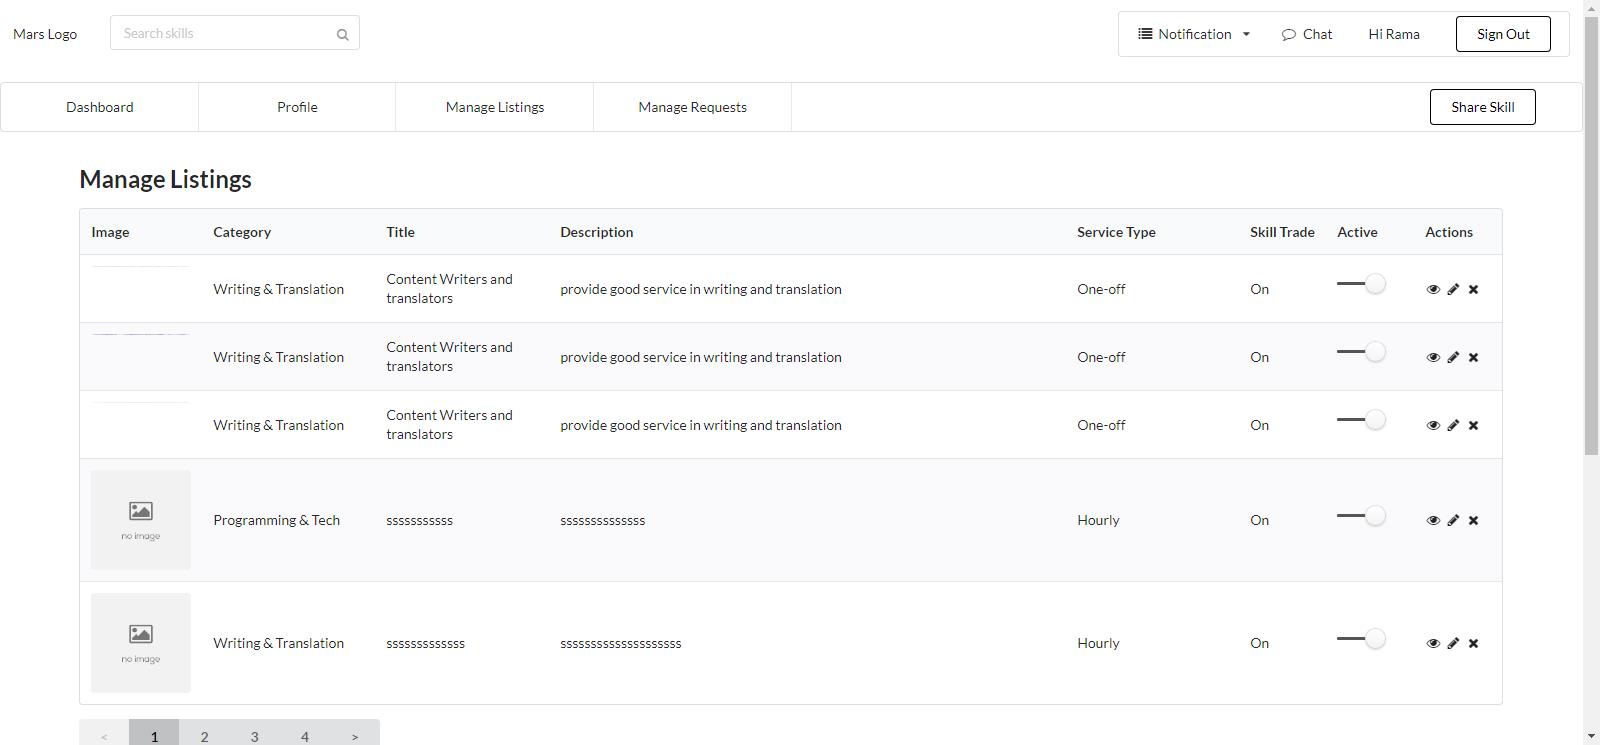 Mars Logo Search skills Notification Chat Hi Rama Sign Out
Dashboard Profile Manage Listings Manage Requests Share Skill
Manage Listings
Image Category Title Description Service Type Skill Trade Active Actions
Writing & Translation Content Writers and translators provide good service in writing and translation One-off On
Writing & Translation Content Writers and translators provide good service in writing and translation One-off On
Writing & Translation Content Writers and translators provide good service in writing and translation One-off On
no image Programming & Tech sssssssssss ssssssssssssss Hourly On
no image Writing & Translation sssssssssssss ssssssssssssssssssss Hourly On
< 1 2 3 4 >